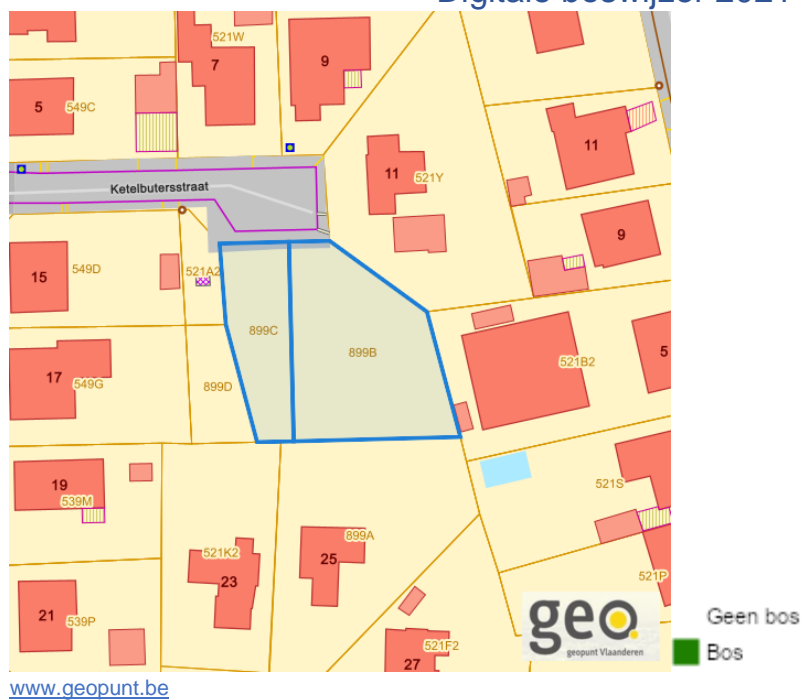 Digitale boswijzer 2021
521W
7
9
5
549C
11
11
521Y
Ketelbutersstraat
9
15
549D
521A2
899C
899B
5
521B2
17
549G
899D
19
539M
521S
899A
521K2
25
23
521P
21
539P
521F2
27
geo.
geopunt Vlaanderen
Geen bos
Bos
www.geopunt.be